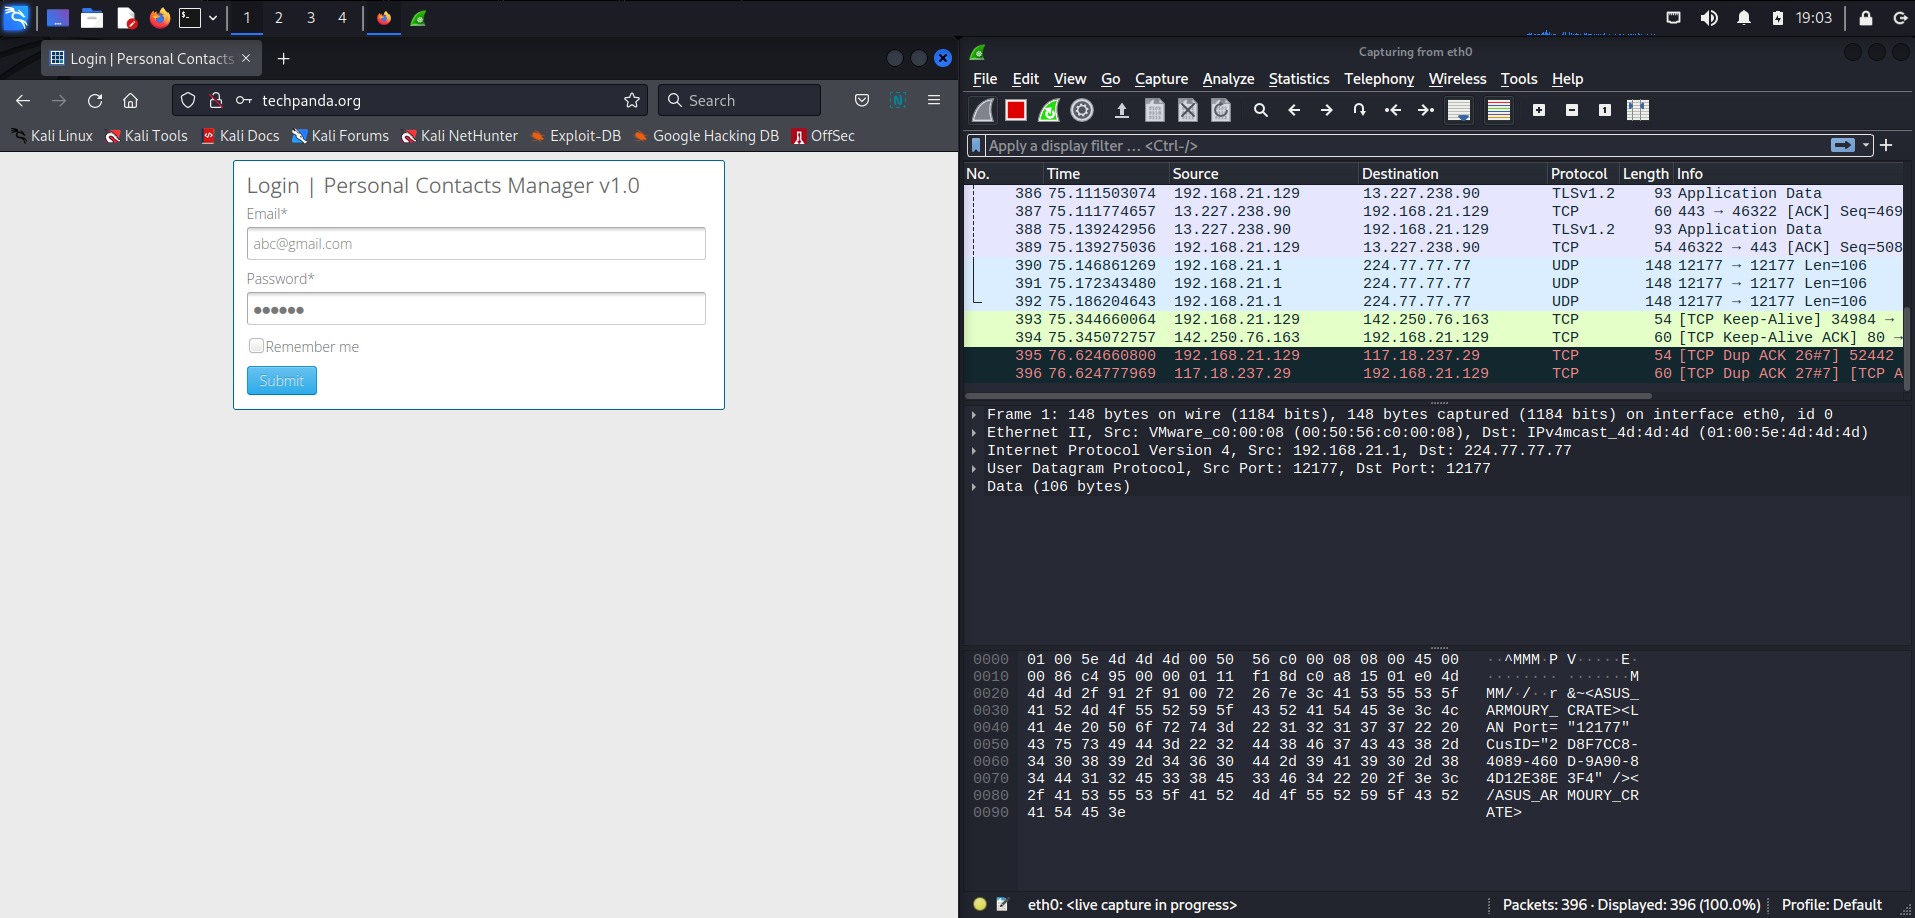 1 2 3 4
19:03
Login | Personal Contacts
techpanda.org
Search
Kali Linux Kali Tools Kali Docs Kali Forums Kali NetHunter Exploit-DB Google Hacking DB OffSec
Login | Personal Contacts Manager v1.0
Email*
abc@gmail.com
Password*
●●●●●●
Remember me
Submit
Capturing from eth0
File Edit View Go Capture Analyze Statistics Telephony Wireless Tools Help
Apply a display filter … <Ctrl-/>
No. Time Source Destination Protocol Length Info
386 75.111503074 192.168.21.129 13.227.238.90 TLSv1.2 93 Application Data
387 75.111774657 13.227.238.90 192.168.21.129 TCP 60 443 → 46322 [ACK] Seq=469
388 75.139242956 13.227.238.90 192.168.21.129 TLSv1.2 93 Application Data
389 75.139275036 192.168.21.129 13.227.238.90 TCP 54 46322 → 443 [ACK] Seq=508
390 75.146861269 192.168.21.1 224.77.77.77 UDP 148 12177 → 12177 Len=106
391 75.172343480 192.168.21.1 224.77.77.77 UDP 148 12177 → 12177 Len=106
392 75.186204643 192.168.21.1 224.77.77.77 UDP 148 12177 → 12177 Len=106
393 75.344660064 192.168.21.129 142.250.76.163 TCP 54 [TCP Keep-Alive] 34984 →
394 75.345072757 142.250.76.163 192.168.21.129 TCP 60 [TCP Keep-Alive ACK] 80 →
395 76.624660800 192.168.21.129 117.18.237.29 TCP 54 [TCP Dup ACK 26#7] 52442
396 76.624777969 117.18.237.29 192.168.21.129 TCP 60 [TCP Dup ACK 27#7] [TCP A
Frame 1: 148 bytes on wire (1184 bits), 148 bytes captured (1184 bits) on interface eth0, id 0
Ethernet II, Src: VMware_c0:00:08 (00:50:56:c0:00:08), Dst: IPv4mcast_4d:4d:4d (01:00:5e:4d:4d:4d)
Internet Protocol Version 4, Src: 192.168.21.1, Dst: 224.77.77.77
User Datagram Protocol, Src Port: 12177, Dst Port: 12177
Data (106 bytes)
0000 01 00 5e 4d 4d 4d 00 50 56 c0 00 08 08 00 45 00 ··^MMM·P V·····E·
0010 00 86 c4 95 00 00 01 11 f1 8d c0 a8 15 01 e0 4d ········ ·······M
0020 4d 4d 2f 91 2f 91 00 72 26 7e 3c 41 53 55 53 5f MM/·/··r &~<ASUS_
0030 41 52 4d 4f 55 52 59 5f 43 52 41 54 45 3e 3c 4c ARMOURY_ CRATE><L
0040 41 4e 20 50 6f 72 74 3d 22 31 32 31 37 37 22 20 AN Port= "12177"
0050 43 75 73 49 44 3d 22 32 44 38 46 37 43 43 38 2d CusID="2 D8F7CC8-
0060 34 30 38 39 2d 34 36 30 44 2d 39 41 39 30 2d 38 4089-460 D-9A90-8
0070 34 44 31 32 45 33 38 45 33 46 34 22 20 2f 3e 3c 4D12E38E 3F4" /><
0080 2f 41 53 55 53 5f 41 52 4d 4f 55 52 59 5f 43 52 /ASUS_AR MOURY_CR
0090 41 54 45 3e ATE>
eth0: <live capture in progress>
Packets: 396 · Displayed: 396 (100.0%)
Profile: Default